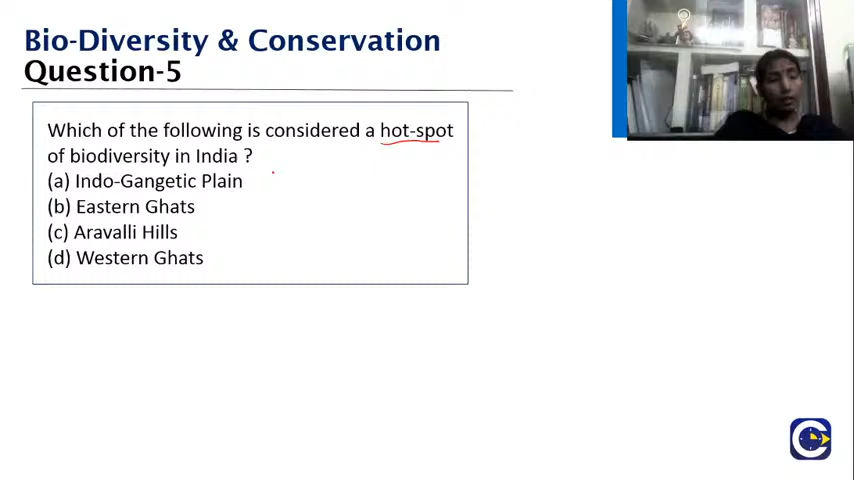 Bio-Diversity & Conservation
Question-5
Which of the following is considered a hot-spot
of biodiversity in India ?
(a) Indo-Gangetic Plain
(b) Eastern Ghats
(c) Aravalli Hills
(d) Western Ghats